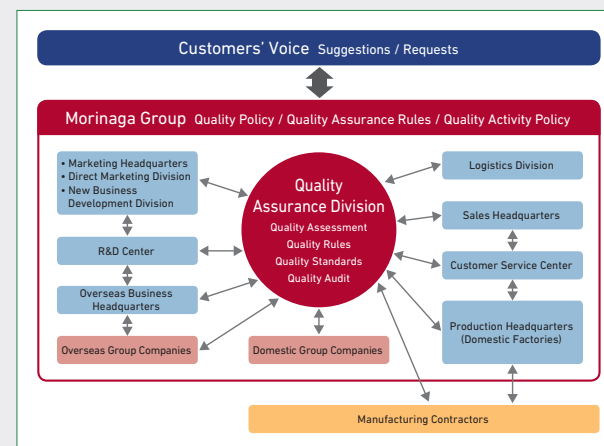 Customers' Voice Suggestions / Requests
Morinaga Group Quality Policy / Quality Assurance Rules / Quality Activity Policy
• Marketing Headquarters
• Direct Marketing Division
• New Business
Development Division
R&D Center
Overseas Business
Headquarters
Overseas Group Companies
Quality
Assurance Division
Quality Assessment
Quality Rules
Quality Standards
Quality Audit
Domestic Group Companies
Logistics Division
Sales Headquarters
Customer Service Center
Production Headquarters
(Domestic Factories)
Manufacturing Contractors